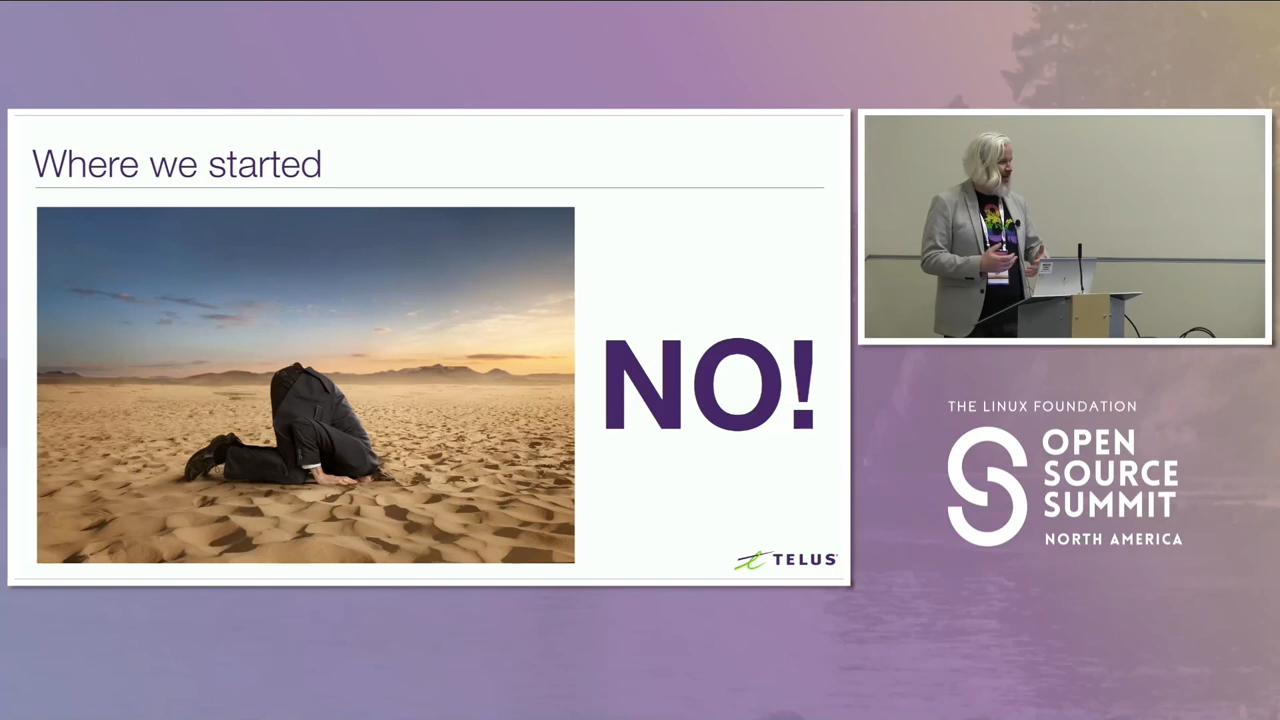 Where we started
NO!
TELUS
THE LINUX FOUNDATION
OPEN
SOURCE
SUMMIT
NORTH AMERICA